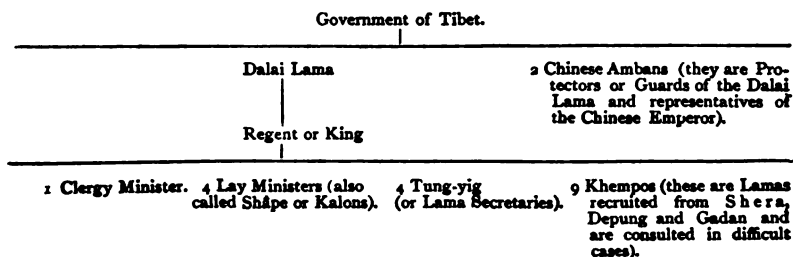 Government of Tibet.
Dalai Lama
2 Chinese Ambans (they are Pro-
tectors or Guards of the Dalai
Lama and representatives of
the Chinese Emperor).
Regent or King
1 Clergy Minister.
4 Lay Ministers (also
called Shâpe or Kalons).
4 Tung-yig
(or Lama Secretaries).
9 Khempos (these are Lamas
recruited from Shera,
Depung and Gadan and
are consulted in difficult
cases).